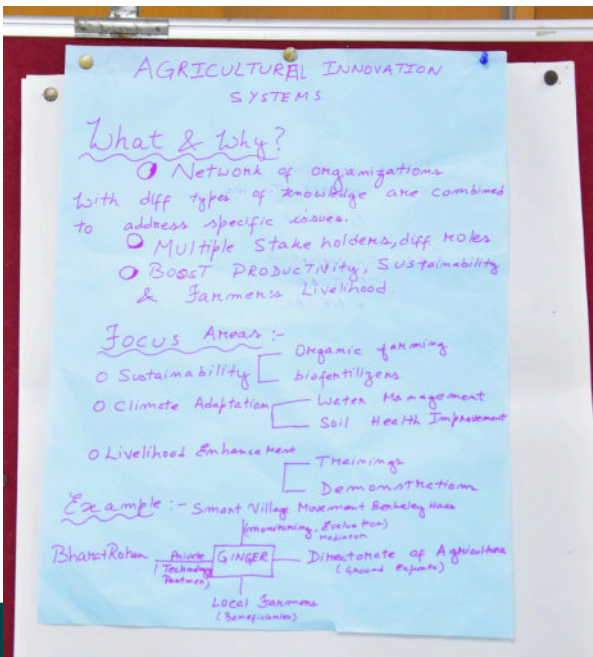 AGRICULTURAL INNOVATION
SYSTEMS
What & Why?
Network of organizations
with diff types of knowledge are combined
to address specific issues.
Multiple Stake holders, diff roles
BOOST PRODUCTIVITY, Sustainability
& Farmers Livelihood.
Focus Areas :-
Organic farming
Sustainability
biofertilizers
Water Management
Climate Adaptation
Soil Health Improvement
Livelihood Enhancement
Trainings
Demonstrations
Example :- Smart Village Movement Berkeley Haas
(monitoring, Evaluation)
Mediator
BharatRohan
Private
(Technology
Partner)
GINGER
Directorate of Agriculture
(Ground Experts)
Local Farmers
(Beneficiaries)